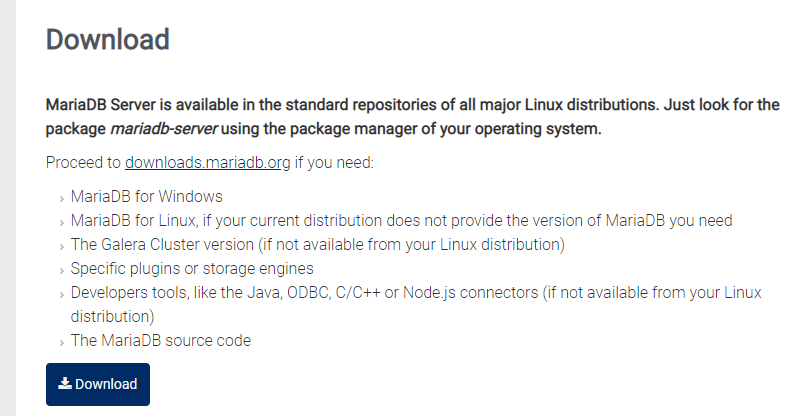 Download
MariaDB Server is available in the standard repositories of all major Linux distributions. Just look for the
package mariadb-server using the package manager of your operating system.
Proceed to downloads.mariadb.org if you need:
› MariaDB for Windows
› MariaDB for Linux, if your current distribution does not provide the version of MariaDB you need
› The Galera Cluster version (if not available from your Linux distribution)
› Specific plugins or storage engines
› Developers tools, like the Java, ODBC, C/C++ or Node.js connectors (if not available from your Linux
distribution)
› The MariaDB source code
Download